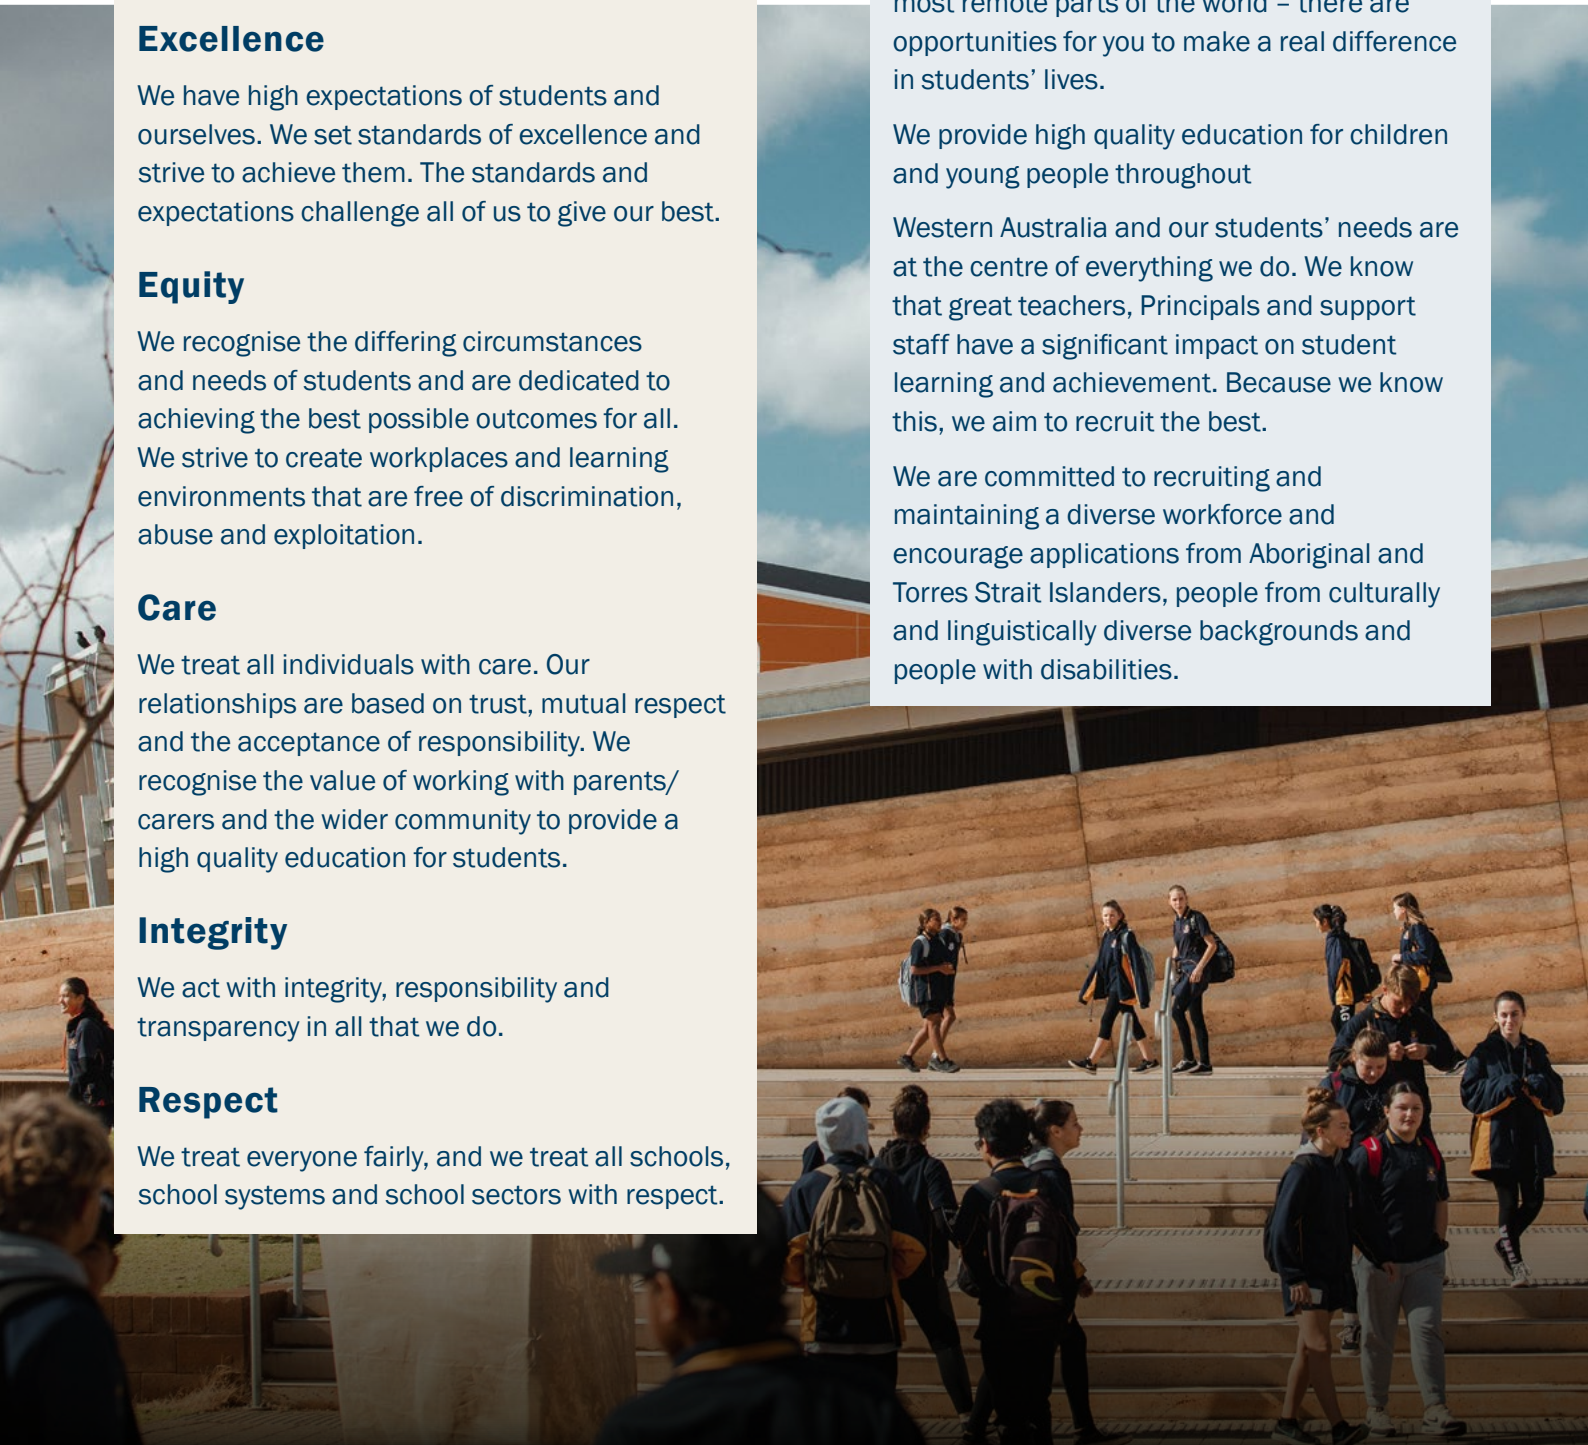 Excellence
We have high expectations of students and
ourselves. We set standards of excellence and
strive to achieve them. The standards and
expectations challenge all of us to give our best.
Equity
We recognise the differing circumstances
and needs of students and are dedicated to
achieving the best possible outcomes for all.
We strive to create workplaces and learning
environments that are free of discrimination,
abuse and exploitation.
Care
We treat all individuals with care. Our
relationships are based on trust, mutual respect
and the acceptance of responsibility. We
recognise the value of working with parents/
carers and the wider community to provide a
high quality education for students.
Integrity
We act with integrity, responsibility and
transparency in all that we do.
Respect
We treat everyone fairly, and we treat all schools,
school systems and school sectors with respect.
most remote parts of the world – there are
opportunities for you to make a real difference
in students’ lives.
We provide high quality education for children
and young people throughout
Western Australia and our students’ needs are
at the centre of everything we do. We know
that great teachers, Principals and support
staff have a significant impact on student
learning and achievement. Because we know
this, we aim to recruit the best.
We are committed to recruiting and
maintaining a diverse workforce and
encourage applications from Aboriginal and
Torres Strait Islanders, people from culturally
and linguistically diverse backgrounds and
people with disabilities.